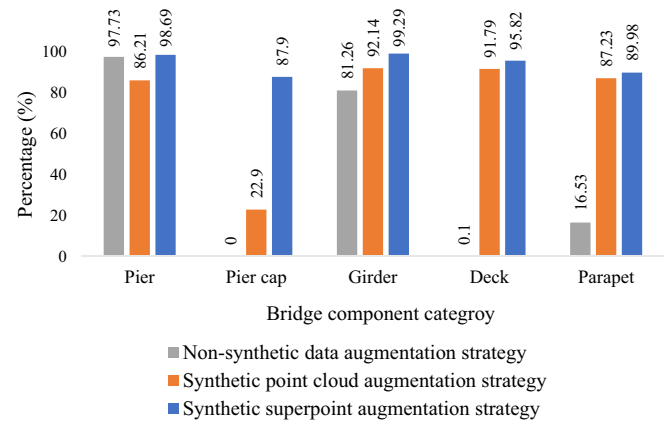 97.73
86.21
98.69
0
22.9
87.9
81.26
92.14
99.29
0.1
91.79
95.82
16.53
87.23
89.98
Percentage (%)
100
80
60
40
20
0
Pier
Pier cap
Girder
Deck
Parapet
Bridge component categroy
Non-synthetic data augmentation strategy
Synthetic point cloud augmentation strategy
Synthetic superpoint augmentation strategy